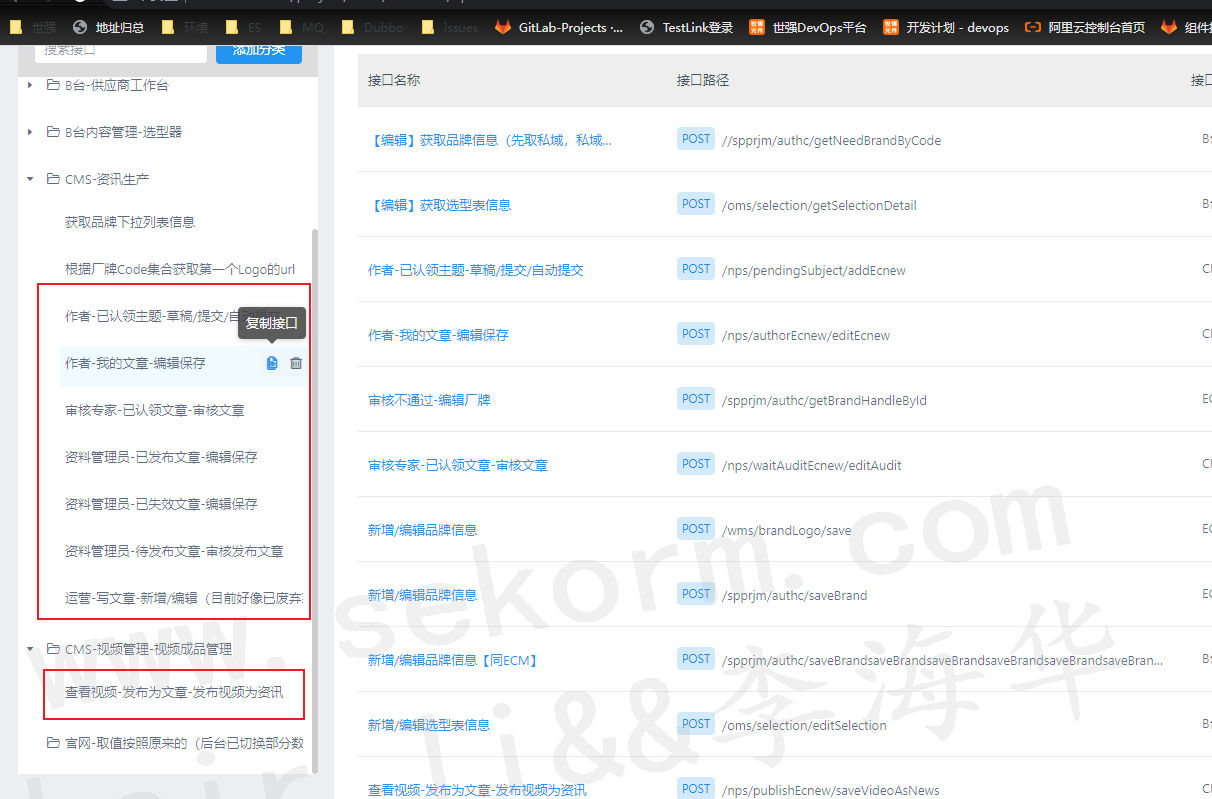 世强 地址归总 环境 ES MQ Dubbo issues GitLab-Projects ·... TestLink登录 世强DevOps平台 开发计划 - devops 阿里云控制台首页
搜索接口 添加分类
B台-供应商工作台
B台内容管理-选型器
CMS-资讯生产
获取品牌下拉列表信息
根据厂牌Code集合获取第一个Logo的url
作者-已认领主题-草稿/提交/自
复制接口
作者-我的文章-编辑保存
审核专家-已认领文章-审核文章
资料管理员-已发布文章-编辑保存
资料管理员-已失效文章-编辑保存
资料管理员-待发布文章-审核发布文章
运营-写文章-新增/编辑（目前好像已废弃
CMS-视频管理-视频成品管理
查看视频-发布为文章-发布视频为资讯
官网-取值按照原来的（后台已切换部分数
接口名称 接口路径 接口
【编辑】获取品牌信息（先取私域，私域... POST //spprjm/authc/getNeedBrandByCode
【编辑】获取选型表信息 POST /oms/selection/getSelectionDetail
作者-已认领主题-草稿/提交/自动提交 POST /nps/pendingSubject/addEcnew
作者-我的文章-编辑保存 POST /nps/authorEcnew/editEcnew
审核不通过-编辑厂牌 POST /spprjm/authc/getBrandHandleById
审核专家-已认领文章-审核文章 POST /nps/waitAuditEcnew/editAudit
新增/编辑品牌信息 POST /wms/brandLogo/save
新增/编辑品牌信息 POST /spprjm/authc/saveBrand
新增/编辑品牌信息【同ECM】 POST /spprjm/authc/saveBrandsaveBrandsaveBrandsaveBrandsaveBrandsaveBran...
新增/编辑选型表信息 POST /oms/selection/editSelection
查看视频-发布为文章-发布视频为资讯 POST /nps/publishEcnew/saveVideoAsNews
www.sekorm.com
li&&李海华